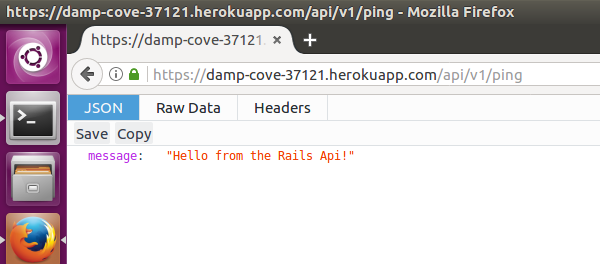 https://damp-cove-37121.herokuapp.com/api/v1/ping - Mozilla Firefox
https://damp-cove-37121.
https://damp-cove-37121.herokuapp.com/api/v1/ping
JSON Raw Data Headers
Save Copy
message: "Hello from the Rails Api!"